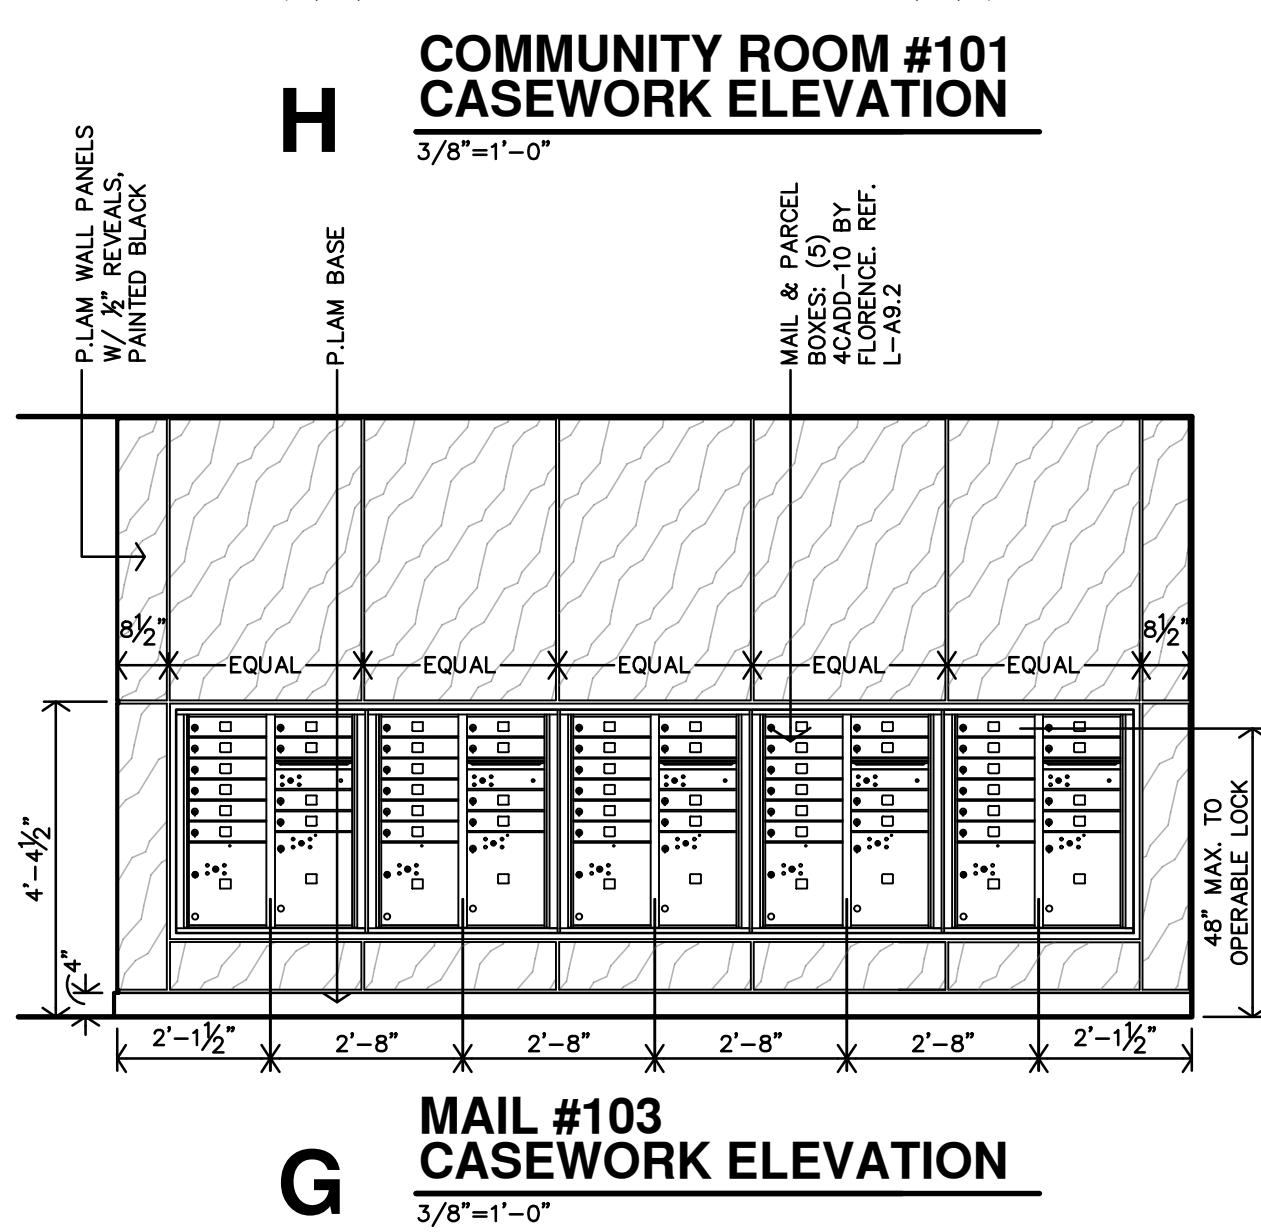 H
COMMUNITY ROOM #101
CASEWORK ELEVATION
3/8"=1'-0"
P.LAM WALL PANELS
W/ ½" REVEALS,
PAINTED BLACK
P.LAM BASE
MAIL & PARCEL
BOXES: (5)
4CADD-10 BY
FLORENCE. REF.
L-A9.2
8½"
EQUAL
EQUAL
EQUAL
EQUAL
EQUAL
8½"
4'-4½"
4"
48" MAX. TO
OPERABLE LOCK
2'-1½"
2'-8"
2'-8"
2'-8"
2'-8"
2'-1½"
G
MAIL #103
CASEWORK ELEVATION
3/8"=1'-0"